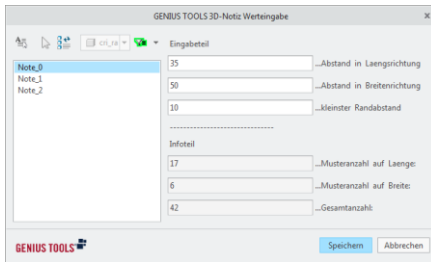 GENIUS TOOLS 3D-Notiz Werteingabe
Eingabeteil
Note_0
Note_1
Note_2
35 ...Abstand in Laengsrichtung
50 ...Abstand in Breitenrichtung
10 ...kleinster Randabstand
--------------------------------
Infoteil
17 ...Musteranzahl auf Laenge:
6 ...Musteranzahl auf Breite:
42 ...Gesamtanzahl:
GENIUS TOOLS
Speichern
Abbrechen